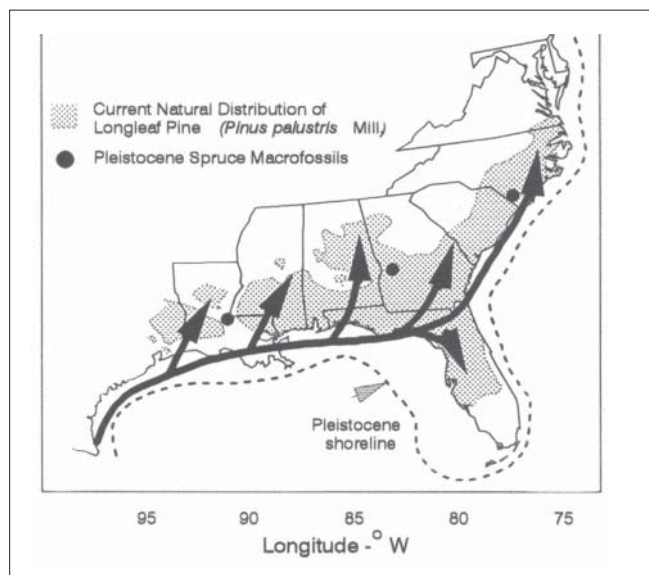 Current Natural Distribution of
Longleaf Pine (Pinus palustris Mill.)
Pleistocene Spruce Macrofossils
Pleistocene
shoreline
95 90 85 80 75
Longitude - ° W